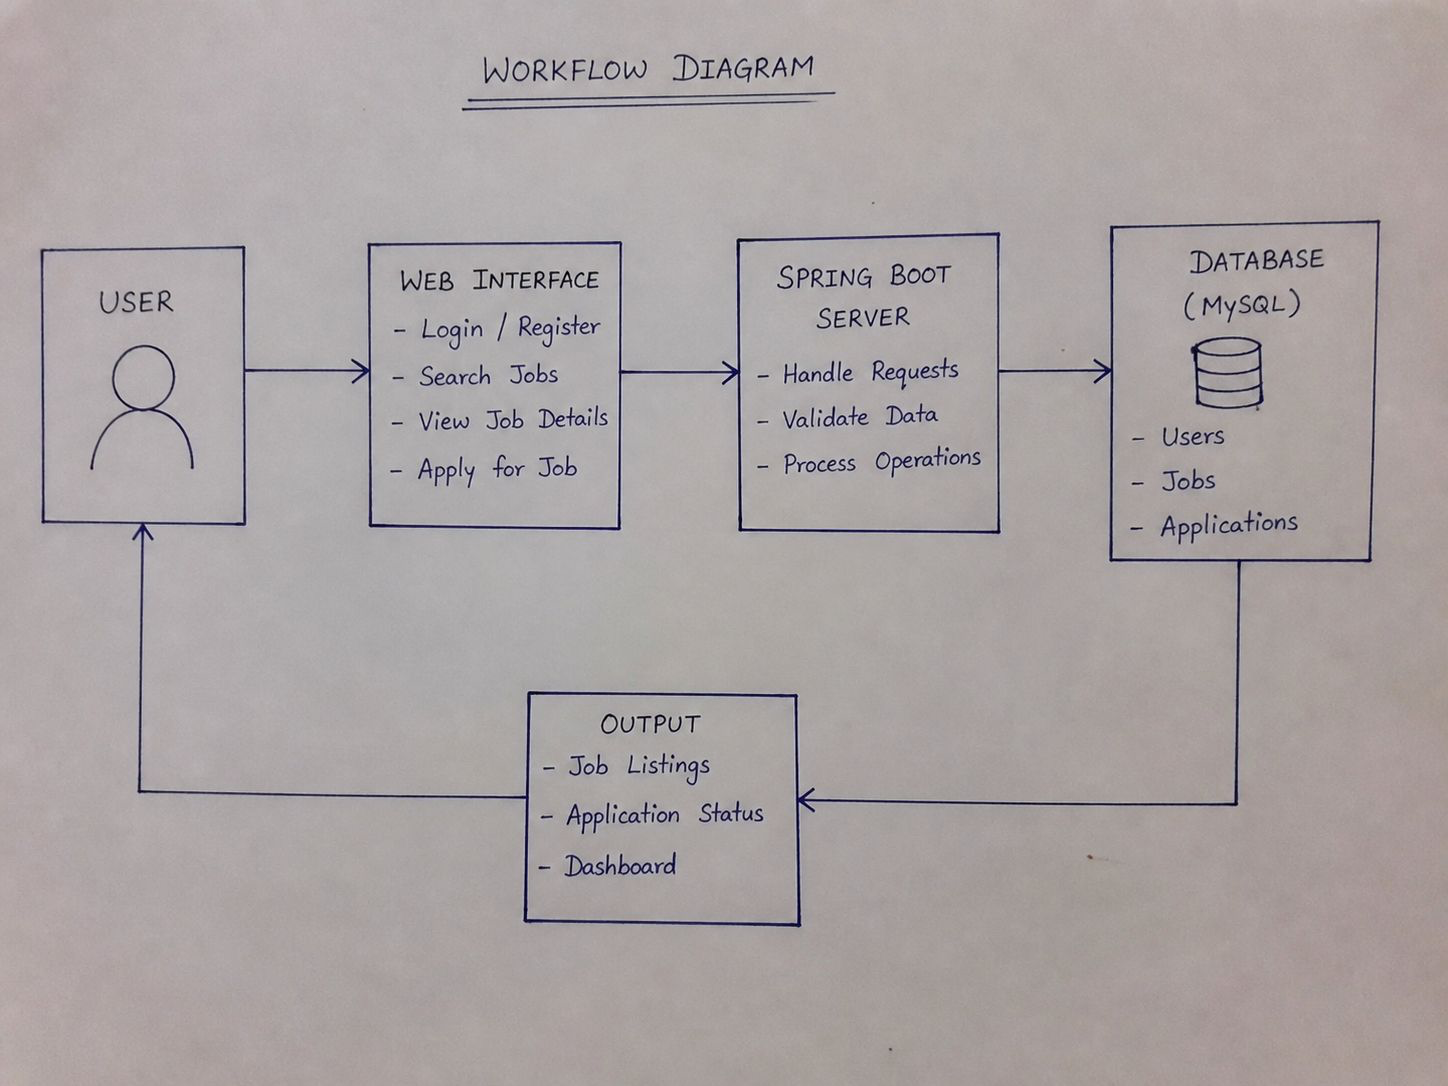 WORKFLOW DIAGRAM
USER
WEB INTERFACE
- Login / Register
- Search Jobs
- View Job Details
- Apply for Job
SPRING BOOT
SERVER
- Handle Requests
- Validate Data
- Process Operations
DATABASE
(MySQL)
- Users
- Jobs
- Applications
OUTPUT
- Job Listings
- Application Status
- Dashboard